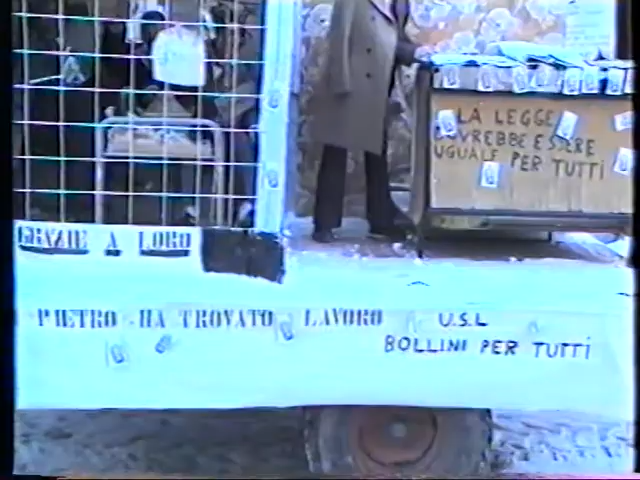 LA LEGGE
DOVREBBE ESSERE
UGUALE PER TUTTI
GRAZIE A LORO
PIETRO HA TROVATO LAVORO
U.S.L
BOLLINI PER TUTTI